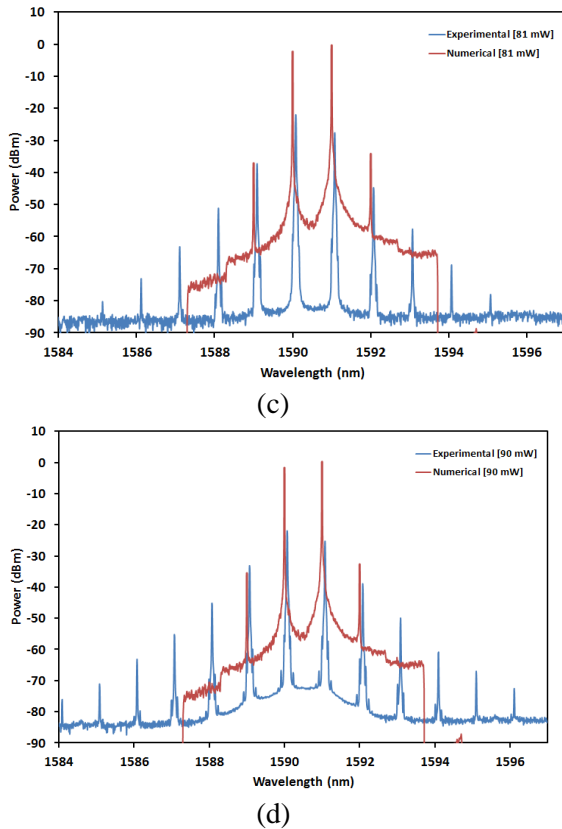 10
0
-10
-20
-30
-40
-50
-60
-70
-80
-90
Power (dBm)
Experimental [81 mW]
Numerical [81 mW]
1584 1586 1588 1590 1592 1594 1596
Wavelength (nm)
(c)
10
0
-10
-20
-30
-40
-50
-60
-70
-80
-90
Power (dBm)
Experimental [90 mW]
Numerical [90 mW]
1584 1586 1588 1590 1592 1594 1596
Wavelength (nm)
(d)